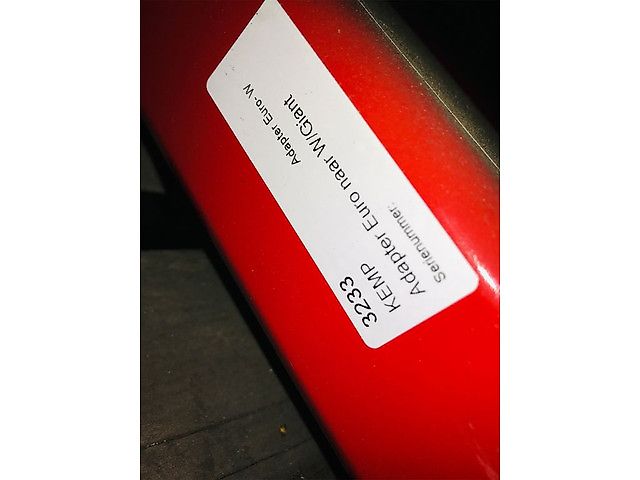 3233
KEMP
Adapter Euro naar W/Giant
Serienummer:
Adapter Euro- W